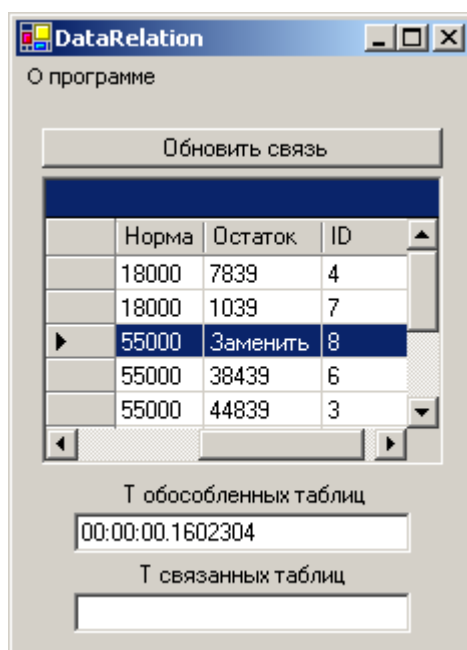 DataRelation
О программе
Обновить связь
Норма Остаток ID
18000 7839 4
18000 1039 7
55000 Заменить 8
55000 38439 6
55000 44839 3
Т обособленных таблиц
00:00:00.1602304
Т связанных таблиц